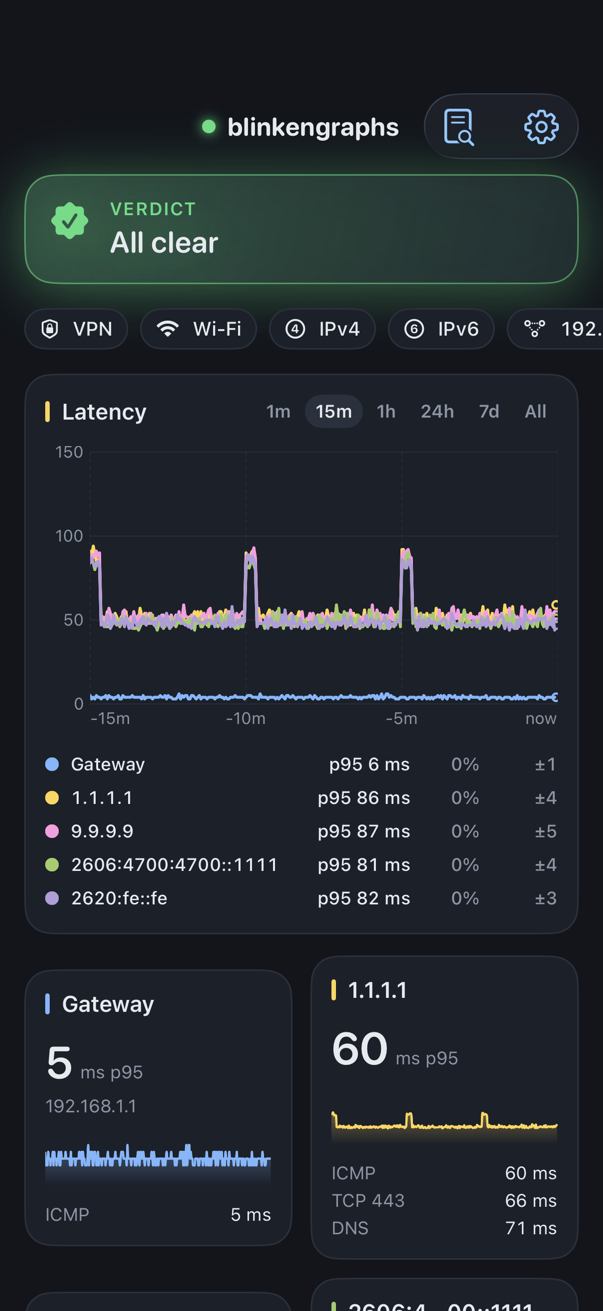 blinkengraphs
VERDICT
All clear
VPN Wi-Fi 4 IPv4 6 IPv6 192.
Latency 1m 15m 1h 24h 7d All
150
100
50
0
-15m -10m -5m now
Gateway p95 6 ms 0% ±1
1.1.1.1 p95 86 ms 0% ±4
9.9.9.9 p95 87 ms 0% ±5
2606:4700:4700::1111 p95 81 ms 0% ±4
2620:fe::fe p95 82 ms 0% ±3
Gateway
5 ms p95
192.168.1.1
ICMP 5 ms
1.1.1.1
60 ms p95
ICMP 60 ms
TCP 443 66 ms
DNS 71 ms